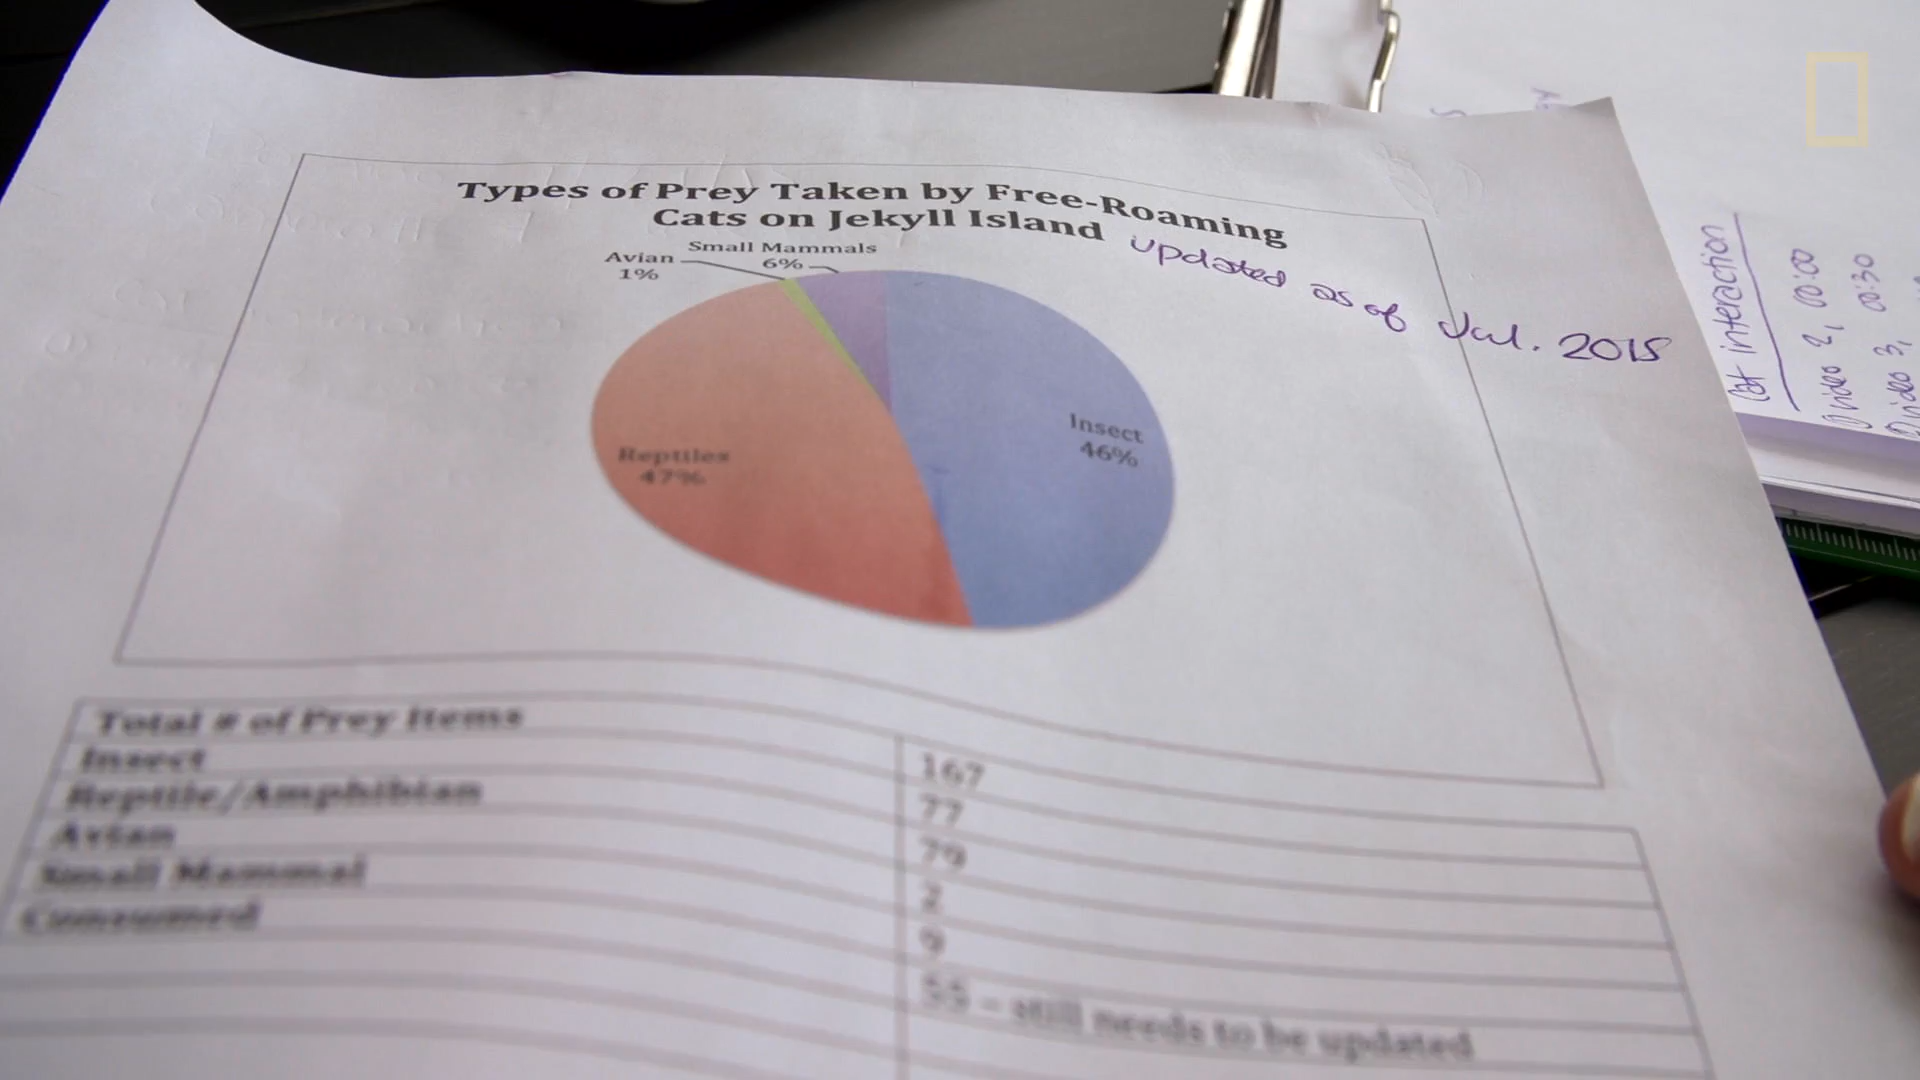 Types of Prey Taken by Free-Roaming
Cats on Jekyll Island
updated as of Jul. 2015
Small Mammals
6%
Avian
1%
Insect
46%
Reptiles
47%
Total # of Prey Items 167
Insect 77
Reptile/Amphibian 79
Avian 2
Small Mammal 9
Consumed 55 – still needs to be updated
Cat interaction
video 2, 00:00
video 3, 00:30